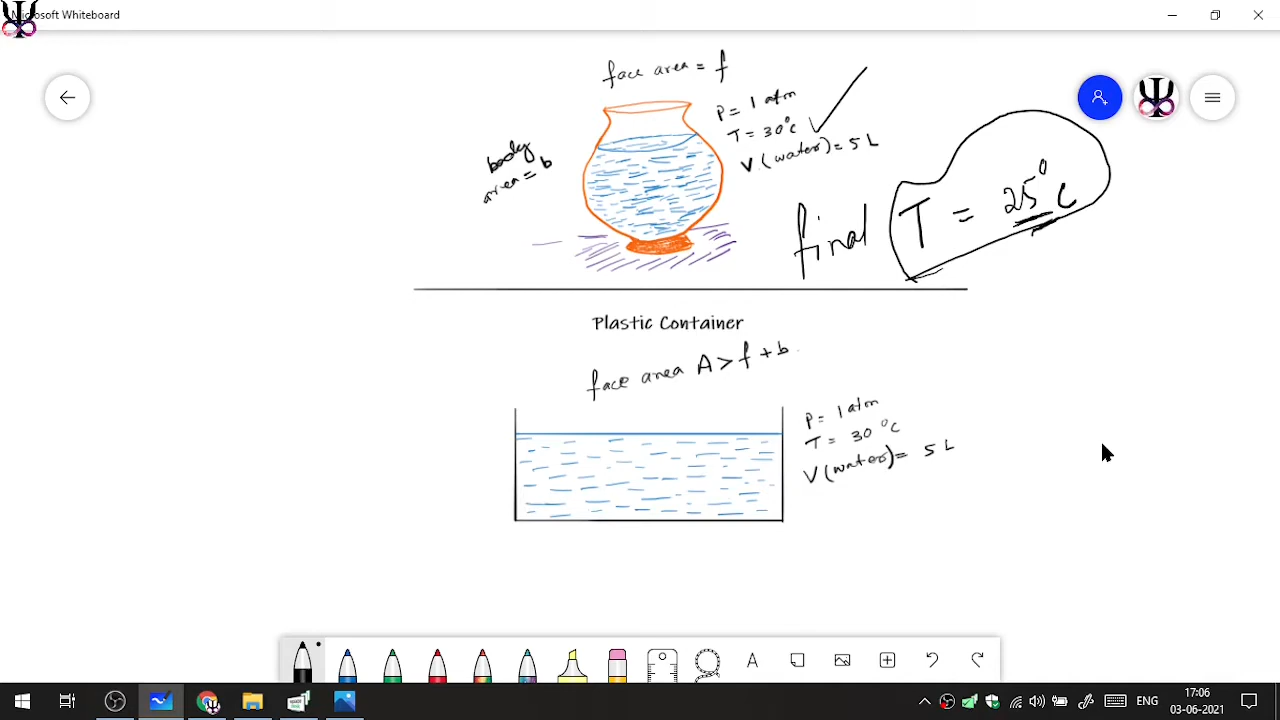 Microsoft Whiteboard
face area = f
body
area = b
P = 1 atm
T = 30°C
V (water) = 5 L
final T = 25°C
Plastic Container
face area A > f + b
P = 1 atm
T = 30 °C
V (water) = 5 L
A
ENG
17:06
03-06-2021